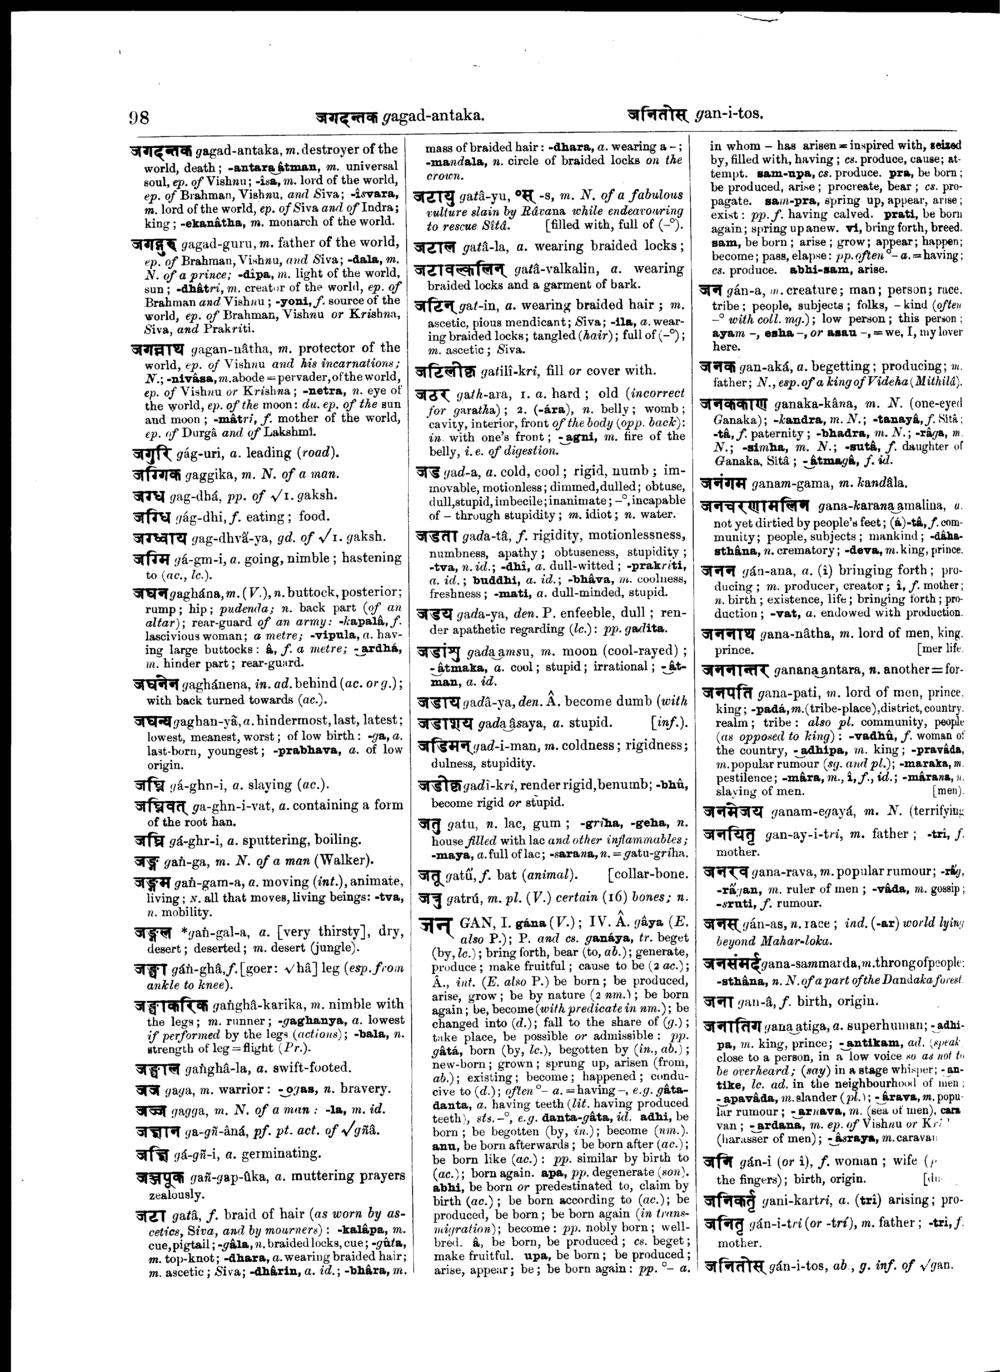 98
जगदन्तक gagad-antaka.
जनितोस् gan-i-tos.
जगदन्तक gagad-antaka, m. destroyer of the
world, death; -antarâtman, m. universal
soul, ep. of Vishnu; -îsa, m. lord of the world,
ep. of Brahman, Vishnu, and Siva; -îsvara,
m. lord of the world, ep. of Siva and of Indra;
king; -ekanâtha, m. monarch of the world.
जगद्गुरु gagad-guru, m. father of the world,
ep. of Brahman, Vishnu, and Siva; -dala, m.
N. of a prince; -dîpa, m. light of the world,
sun; -dhâtri, m. creator of the world, ep. of
Brahman and Vishnu; -yoni, f. source of the
world, ep. of Brahman, Vishnu or Krishna,
Siva, and Prakriti.
जगन्नाथ gagan-nâtha, m. protector of the
world, ep. of Vishnu and his incarnations;
N.; -nivâsa, m. abode = pervader, of the world,
ep. of Vishnu or Krishna; -netra, n. eye of
the world, ep. of the moon: du. ep. of the sun
and moon; -mâtri, f. mother of the world,
ep. of Durgâ and of Lakshmî.
जगुरि gág-uri, a. leading (road).
जग्गिक gaggika, m. N. of a man.
जग्ध gag-dhá, pp. of √1. gaksh.
जग्धि gág-dhi, f. eating; food.
जग्ध्वाय gag-dhvấ-ya, gd. of √1. gaksh.
जग्मि gá-gm-i, a. going, nimble; hastening
to (ac., lc.).
जघन gaghána, m. (V.), n. buttock, posterior;
rump; hip; pudenda; n. back part (of an
altar); rear-guard of an army: -kapalâ, f.
lascivious woman; a metre; -vipula, a. hav-
ing large buttocks: â, f. a metre; -ardhá,
m. hinder part; rear-guard.
जघनेन gaghánena, in. ad. behind (ac. or g.);
with back turned towards (ac.).
जघन्य gaghan-yã, a. hindermost, last, latest;
lowest, meanest, worst; of low birth: -ga, a.
last-born, youngest; -prabhava, a. of low
origin.
जघ्नि gá-ghn-i, a. slaying (ac.).
जघ्निवत् ga-ghn-i-vat, a. containing a form
of the root han.
जघ्रि gá-ghr-i, a. sputtering, boiling.
जङ्ग gaṅ-ga, m. N. of a man (Walker).
जङ्गम gaṅ-gam-a, a. moving (int.), animate,
living; n. all that moves, living beings: -tva,
n. mobility.
जङ्गल *gaṅ-gal-a, a. [very thirsty], dry,
desert; deserted; m. desert (jungle).
जङ्घा gáṅ-ghâ, f. [goer: √hâ] leg (esp. from
ankle to knee).
जङ्घाकरिक gaṅghâ-karika, m. nimble with
the legs; m. runner; -gaghanya, a. lowest
if performed by the legs (actions); -bala, n.
strength of leg = flight (Pr.).
जङ्घाल gaṅghâ-la, a. swift-footed.
जज gaga, m. warrior: -ogas, n. bravery.
जज्ज gagga, m. N. of a man: -la, m. id.
जज्ञान ga-gñ-âná, pf. pt. act. of √gñâ.
जज्ञि gá-gñ-i, a. germinating.
जञ्जपूक gañ-gap-ûka, a. muttering prayers
zealously.
जटा gatâ, f. braid of hair (as worn by as-
cetics, Siva, and by mourners): -kalâpa, m.
cue, pigtail; -gâla, n. braided locks, cue; -gûta,
m. top-knot; -dhara, a. wearing braided hair;
m. ascetic; Siva; -dhârin, a. id.; -bhâra, m.
mass of braided hair: -dhara, a. wearing a -;
-mandala, n. circle of braided locks on the
crown.
जटायु gatâ-yu, °स् -s, m. N. of a fabulous
vulture slain by Râvana while endeavouring
to rescue Sîtâ. [filled with, full of (-°).
जटाल gatâ-la, a. wearing braided locks;
जटावल्कलिन् gatâ-valkalin, a. wearing
braided locks and a garment of bark.
जटिन् gat-in, a. wearing braided hair; m.
ascetic, pious mendicant; Siva; -ila, a. wear-
ing braided locks; tangled (hair); full of (-°);
m. ascetic; Siva.
जटिलीकृ gatilî-kri, fill or cover with.
जठर gath-ara, 1. a. hard; old (incorrect
for garatha); 2. (-ára), n. belly; womb;
cavity, interior, front of the body (opp. back):
in. with one's front; -agni, m. fire of the
belly, i. e. of digestion.
जड gad-a, a. cold, cool; rigid, numb; im-
movable, motionless; dimmed, dulled; obtuse,
dull, stupid, imbecile; inanimate; -°, incapable
of – through stupidity; m. idiot; n. water.
जडता gada-tâ, f. rigidity, motionlessness,
numbness, apathy; obtuseness, stupidity;
-tva, n. id.; -dhî, a. dull-witted; -prakriti,
a. id.; buddhi, a. id.; -bhâva, m. coolness,
freshness; -mati, a. dull-minded, stupid.
जडय gada-ya, den. P. enfeeble, dull; ren-
der apathetic regarding (lc.): pp. gadita.
जडांशु gadaamsu, m. moon (cool-rayed);
-âtmaka, a. cool; stupid; irrational; -ât-
man, a. id.
जडाय gadâ-ya, den. Â. become dumb (with
जडाशय gadaâsaya, a. stupid. [inf.).
जडिमन् gad-i-man, m. coldness; rigidness;
dulness, stupidity.
जडीकृ gadî-kri, render rigid, benumb; -bhû,
become rigid or stupid.
जतु gatu, n. lac, gum; -griha, -geha, n.
house filled with lac and other inflammables;
-maya, a. full of lac; -sarana, n. = gatu-griha.
जतू gatū́, f. bat (animal). [collar-bone.
जत्रु gatrú, m. pl. (V.) certain (16) bones; n.
जन् GAN, I. gána (V.); IV. Â. gâya (E.
also P.); P. and cs. ganáya, tr. beget
(by, lc.); bring forth, bear (to, ab.); generate,
produce; make fruitful; cause to be (2 ac.);
Â., int. (E. also P.) be born; be produced,
arise, grow; be by nature (2 nm.); be born
again; be, become (with predicate in nm.); be
changed into (d.); fall to the share of (g.);
take place, be possible or admissible: pp.
gâtá, born (by, lc.), begotten by (in., ab.);
new-born; grown; sprung up, arisen (from,
ab.); existing; become; happened; condu-
cive to (d.); often °- a. = having –, e.g. gâta-
danta, a. having teeth (lit. having produced
teeth), sts. -°, e.g. danta-gâta, id. adhi, be
born; be begotten (by, in.); become (nm.).
anu, be born afterwards; be born after (ac.);
be born like (ac.): pp. similar by birth to
(ac.); born again. apa, pp. degenerate (son).
abhi, be born or predestinated to, claim by
birth (ac.); be born according to (ac.); be
produced, be born; be born again (in trans-
migration); become: pp. nobly born; well-
bred. â, be born, be produced; cs. beget;
make fruitful. upa, be born; be produced;
arise, appear; be; be born again: pp. °- a.
in whom – has arisen = inspired with, seized
by, filled with, having; cs. produce, cause; at-
tempt. sam-upa, cs. produce. pra, be born;
be produced, arise; procreate, bear; cs. pro-
pagate. sam-pra, spring up, appear, arise;
exist: pp. f. having calved. prati, be born
again; spring up anew. vi, bring forth, breed.
sam, be born; arise; grow; appear; happen;
become; pass, elapse: pp. often °- a. = having;
cs. produce. abhi-sam, arise.
जन gán-a, m. creature; man; person; race,
tribe; people, subjects; folks, – kind (often
-° with coll. mg.); low person; this person;
ayam –, esha –, or asau –, = we, I, my lover
here.
जनक gan-aká, a. begetting; producing; m.
father; N., esp. of a king of Videha (Mithilâ).
जनककाण ganaka-kâna, m. N. (one-eyed
Ganaka); -kandra, m. N.; -tanayâ, f. Sîtâ;
-tâ, f. paternity; -bhadra, m. N.; -râga, m.
N.; -simha, m. N.; -sutâ, f. daughter of
Ganaka, Sîtâ; -âtmagâ, f. id.
जनंगम ganam-gama, m. kandâla.
जनचरणामलिन gana-karanaamalina, a.
not yet dirtied by people's feet; (á)-tâ, f. com-
munity; people, subjects; mankind; -dâha-
sthâna, n. crematory; -deva, m. king, prince.
जनन gán-ana, a. (î) bringing forth; pro-
ducing; m. producer, creator; î, f. mother;
n. birth; existence, life; bringing forth; pro-
duction; -vat, a. endowed with production.
जननाथ gana-nâtha, m. lord of men, king,
prince. [mer life.
जननान्तर gananaantara, n. another = for-
जनपति gana-pati, m. lord of men, prince,
king; -padá, m. (tribe-place), district, country,
realm; tribe: also pl. community, people
(as opposed to king): -vadhû, f. woman of
the country, -adhipa, m. king; -pravâda,
m. popular rumour (sg. and pl.); -maraka, m.
pestilence; -mâra, m., î, f., id.; -mârana, n.
slaying of men. [men).
जनमेजय ganam-egayá, m. N. (terrifying
जनयितृ gan-ay-i-tri, m. father; -trî, f.
mother.
जनरव gana-rava, m. popular rumour; -rãg,
-rãgan, m. ruler of men; -vâda, m. gossip;
-sruti, f. rumour.
जनस् gán-as, n. race; ind. (-ar) world lying
beyond Mahar-loka.
जनसंमर्द gana-sammarda, m. throng of people;
-sthâna, n. N. of a part of the Dandaka forest.
जना gan-â, f. birth, origin.
जनातिग ganaatiga, a. superhuman; -adhi-
pa, m. king, prince; -antikam, ad. (speak
close to a person, in a low voice so as not to
be overheard; (say) in a stage whisper; -an-
tike, lc. ad. in the neighbourhood of men;
-apavâda, m. slander (pl.); -ârava, m. popu-
lar rumour; -arnava, m. (sea of men), cara
van; -ardana, m. ep. of Vishnu or Kri
(harasser of men); -âsraya, m. caravan
जनि gán-i (or î), f. woman; wife (
the fingers); birth, origin.
जनिकर्तृ gani-kartri, a. (trî) arising; pro-
जनितृ gán-i-tri (or -trí), m. father; -trî, f.
mother.
जनितोस् gán-i-tos, ab., g. inf. of √gan.